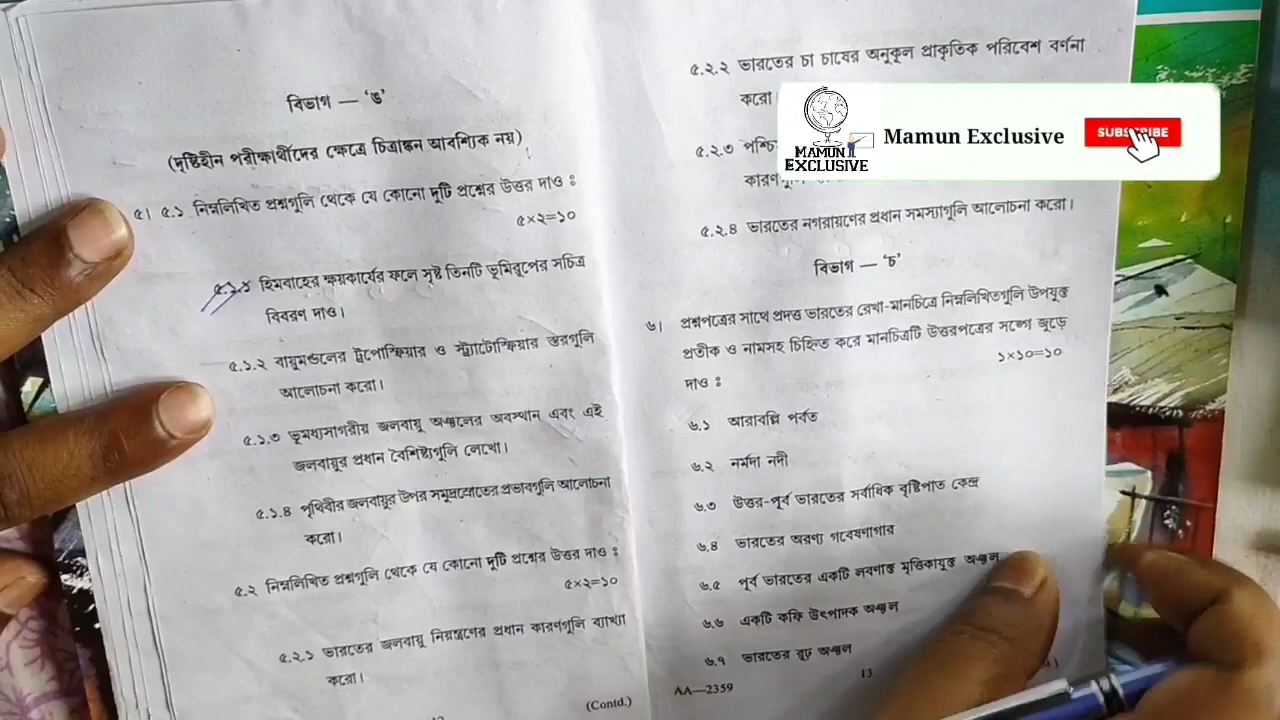 বিভাগ — ‘ঙ’
(দৃষ্টিহীন পরীক্ষার্থীদের ক্ষেত্রে চিত্রাঙ্কন আবশ্যিক নয়)
৫। ৫.১ নিম্নলিখিত প্রশ্নগুলি থেকে যে কোনো দুটি প্রশ্নের উত্তর দাও :
৫×২=১০
৫.১.১ হিমবাহের ক্ষয়কার্যের ফলে সৃষ্ট তিনটি ভূমিরূপের সচিত্র
বিবরণ দাও।
৫.১.২ বায়ুমণ্ডলের ট্রপোস্ফিয়ার ও স্ট্র্যাটোস্ফিয়ার স্তরগুলি
আলোচনা করো।
৫.১.৩ ভূমধ্যসাগরীয় জলবায়ু অঞ্চলের অবস্থান এবং এই
জলবায়ুর প্রধান বৈশিষ্ট্যগুলি লেখো।
৫.১.৪ পৃথিবীর জলবায়ুর উপর সমুদ্রস্রোতের প্রভাবগুলি আলোচনা
করো।
৫.২ নিম্নলিখিত প্রশ্নগুলি থেকে যে কোনো দুটি প্রশ্নের উত্তর দাও :
৫×২=১০
৫.২.১ ভারতের জলবায়ু নিয়ন্ত্রণের প্রধান কারণগুলি ব্যাখ্যা
করো।
(Contd.)
৫.২.২ ভারতের চা চাষের অনুকূল প্রাকৃতিক পরিবেশ বর্ণনা
করো।
৫.২.৩
৫.২.৪ ভারতের নগরায়ণের প্রধান সমস্যাগুলি আলোচনা করো।
বিভাগ — ‘চ’
৬। প্রশ্নপত্রের সাথে প্রদত্ত ভারতের রেখা-মানচিত্রে নিম্নলিখিতগুলি উপযুক্ত
প্রতীক ও নামসহ চিহ্নিত করে মানচিত্রটি উত্তরপত্রের সঙ্গে জুড়ে
দাও :
১×১০=১০
৬.১ আরাবল্লি পর্বত
৬.২ নর্মদা নদী
৬.৩ উত্তর-পূর্ব ভারতের সর্বাধিক বৃষ্টিপাত কেন্দ্র
৬.৪ ভারতের অরণ্য গবেষণাগার
৬.৫ পূর্ব ভারতের একটি লবণাক্ত মৃত্তিকাযুক্ত অঞ্চল
৬.৬ একটি কফি উৎপাদক অঞ্চল
৬.৭ ভারতের রূঢ় অঞ্চল
AA—2359
13
MAMUN
EXCLUSIVE
Mamun Exclusive
SUBSCRIBE